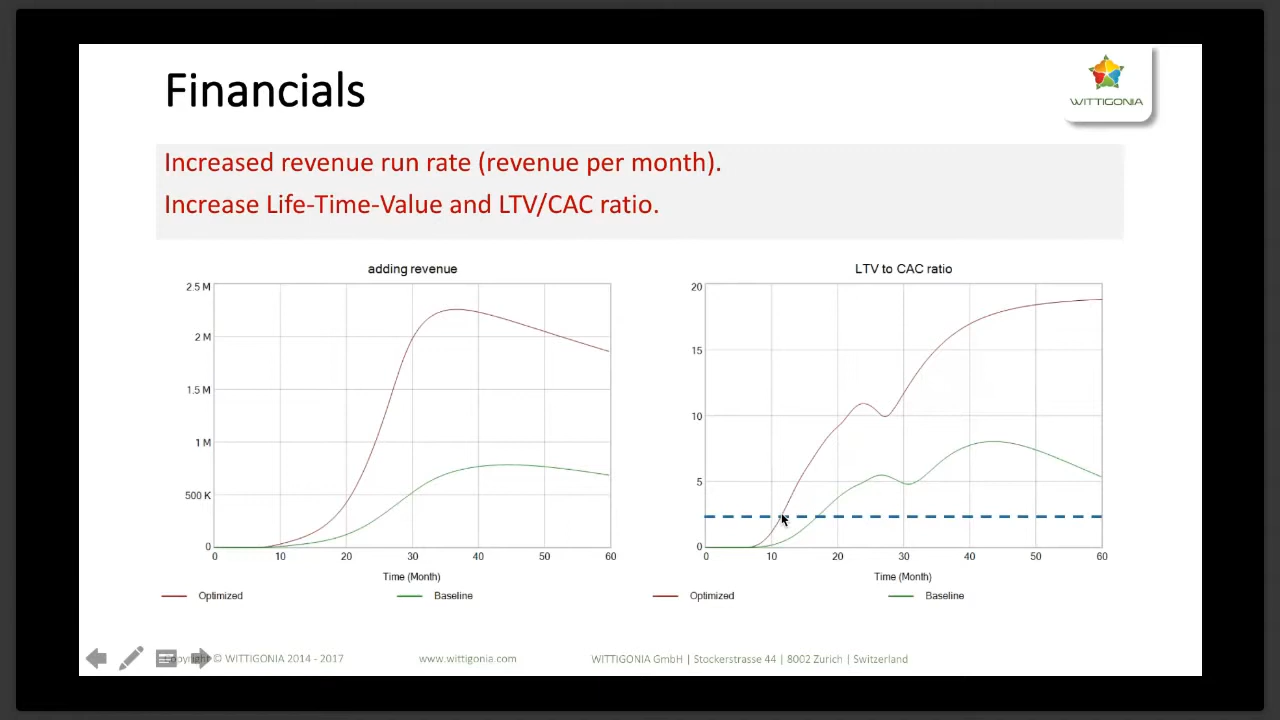 Financials
WITTIGONIA
Increased revenue run rate (revenue per month).
Increase Life-Time-Value and LTV/CAC ratio.
adding revenue
2.5 M
2 M
1.5 M
1 M
500 K
0
0 10 20 30 40 50 60
Time (Month)
Optimized Baseline
LTV to CAC ratio
20
15
10
5
0
0 10 20 30 40 50 60
Time (Month)
Optimized Baseline
Copyright © WITTIGONIA 2014 - 2017 www.wittigonia.com WITTIGONIA GmbH | Stockerstrasse 44 | 8002 Zurich | Switzerland